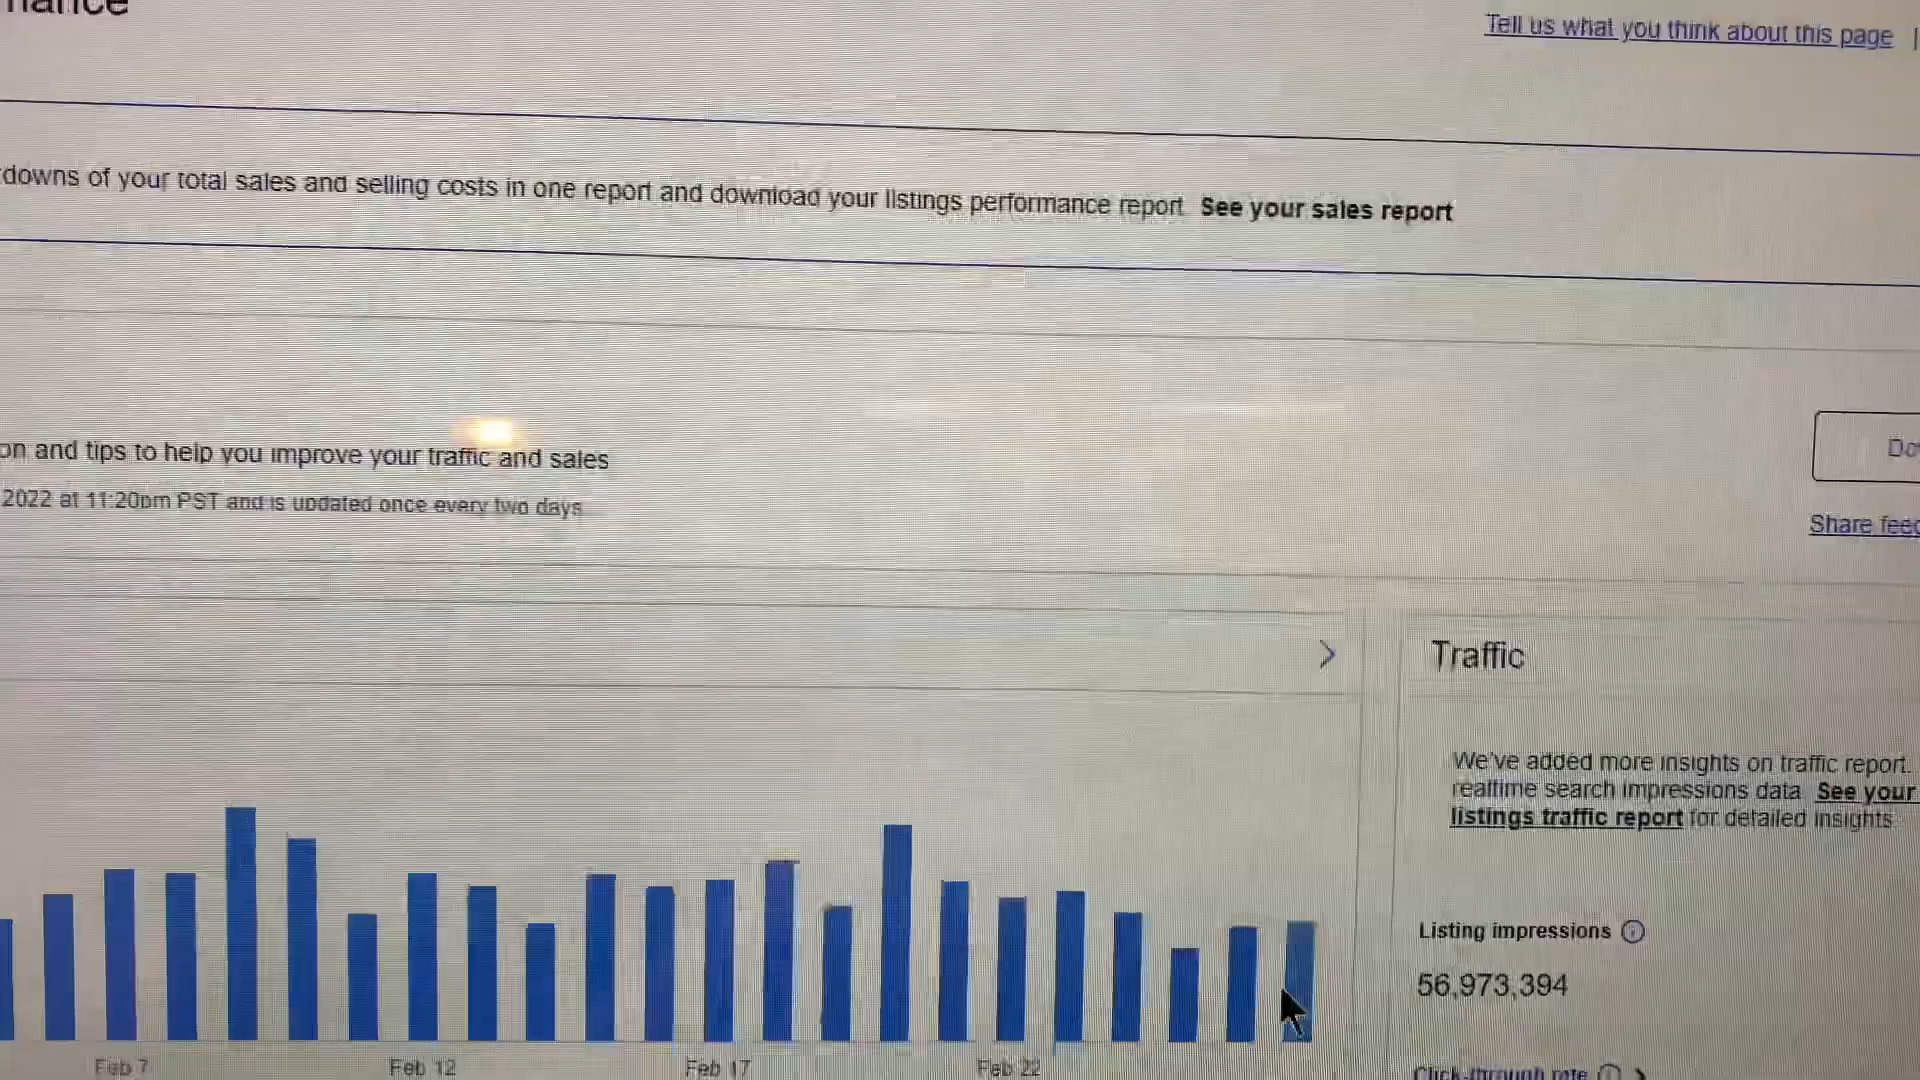 Tell us what you think about this page
downs of your total sales and selling costs in one report and download your listings performance report See your sales report
on and tips to help you improve your traffic and sales
2022 at 11:20pm PST and is updated once every two days
Share
Traffic
We've added more insights on traffic report.
realtime search impressions data See your
listings traffic report for detailed insights
Listing impressions
56,973,394
Click-through rate
Feb 7 Feb 12 Feb 17 Feb 22